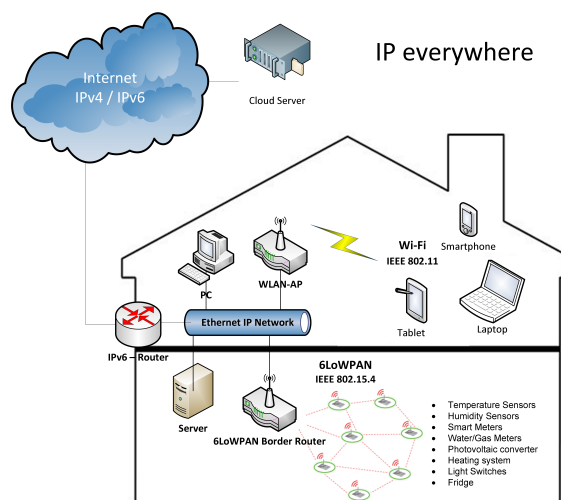 IP everywhere
Internet
IPv4 / IPv6
Cloud Server
Wi-Fi
IEEE 802.11
Smartphone
PC
WLAN-AP
Tablet
Laptop
Ethernet IP Network
IPv6 – Router
6LoWPAN
IEEE 802.15.4
Server
6LoWPAN Border Router
• Temperature Sensors
• Humidity Sensors
• Smart Meters
• Water/Gas Meters
• Photovoltaic converter
• Heating system
• Light Switches
• Fridge